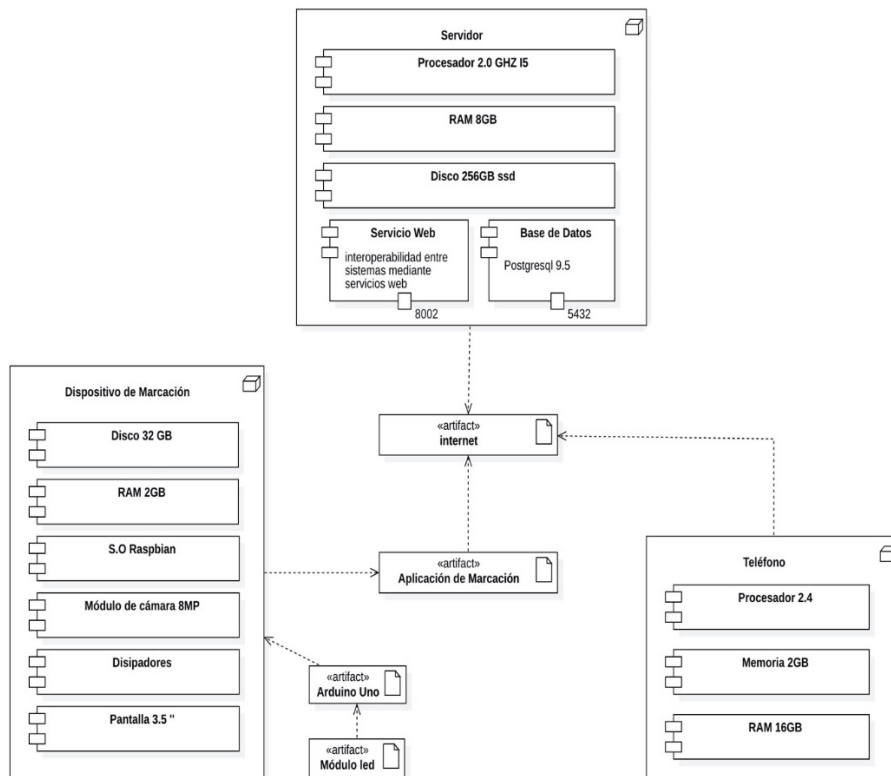 Servidor
Procesador 2.0 GHZ I5
RAM 8GB
Disco 256GB ssd
Servicio Web
interoperabilidad entre
sistemas mediante
servicios web
8002
Base de Datos
Postgresql 9.5
5432
Dispositivo de Marcación
Disco 32 GB
RAM 2GB
S.O Raspbian
Módulo de cámara 8MP
Disipadores
Pantalla 3.5 "
«artifact»
internet
«artifact»
Aplicación de Marcación
«artifact»
Arduino Uno
«artifact»
Módulo led
Teléfono
Procesador 2.4
Memoria 2GB
RAM 16GB